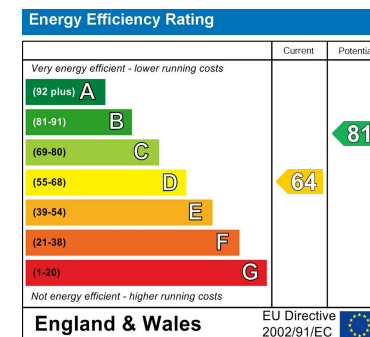 Energy Efficiency Rating
Current Potentia
Very energy efficient - lower running costs
(92 plus) A
(81-91) B
81
(69-80) C
(55-68) D
64
(39-54) E
(21-38) F
(1-20) G
Not energy efficient - higher running costs
England & Wales
EU Directive
2002/91/EC